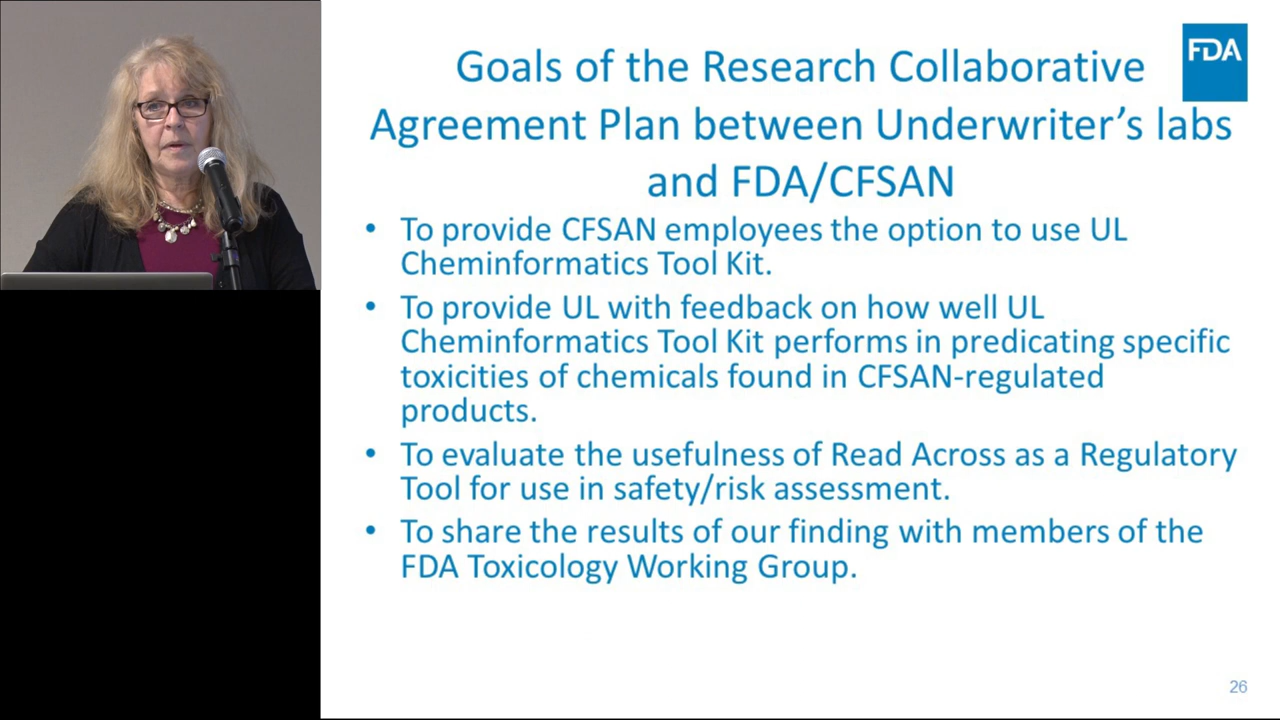 FDA
Goals of the Research Collaborative
Agreement Plan between Underwriter’s labs
and FDA/CFSAN
• To provide CFSAN employees the option to use UL
Cheminformatics Tool Kit.
• To provide UL with feedback on how well UL
Cheminformatics Tool Kit performs in predicating specific
toxicities of chemicals found in CFSAN-regulated
products.
• To evaluate the usefulness of Read Across as a Regulatory
Tool for use in safety/risk assessment.
• To share the results of our finding with members of the
FDA Toxicology Working Group.
26